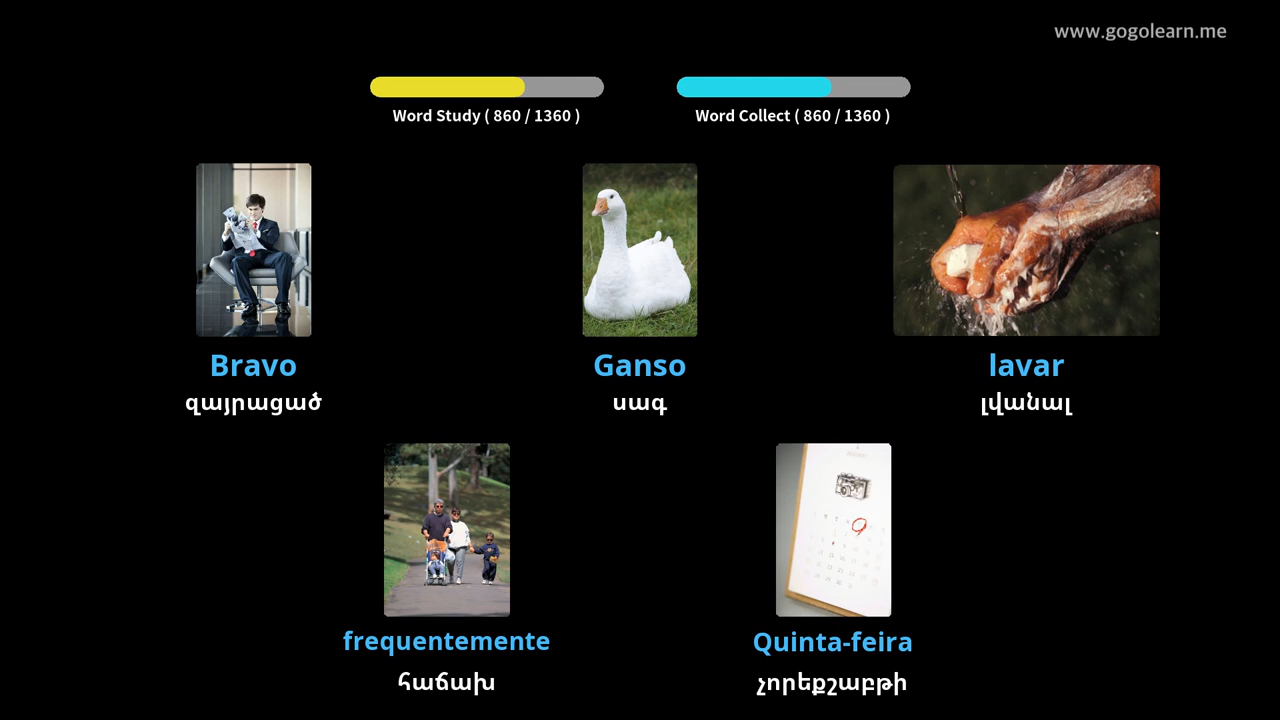 www.gogolearn.me
Word Study ( 860 / 1360 )
Word Collect ( 860 / 1360 )
Bravo
զայրացած
Ganso
սագ
lavar
լվանալ
frequentemente
հաճախ
Quinta-feira
չորեքշաբթի